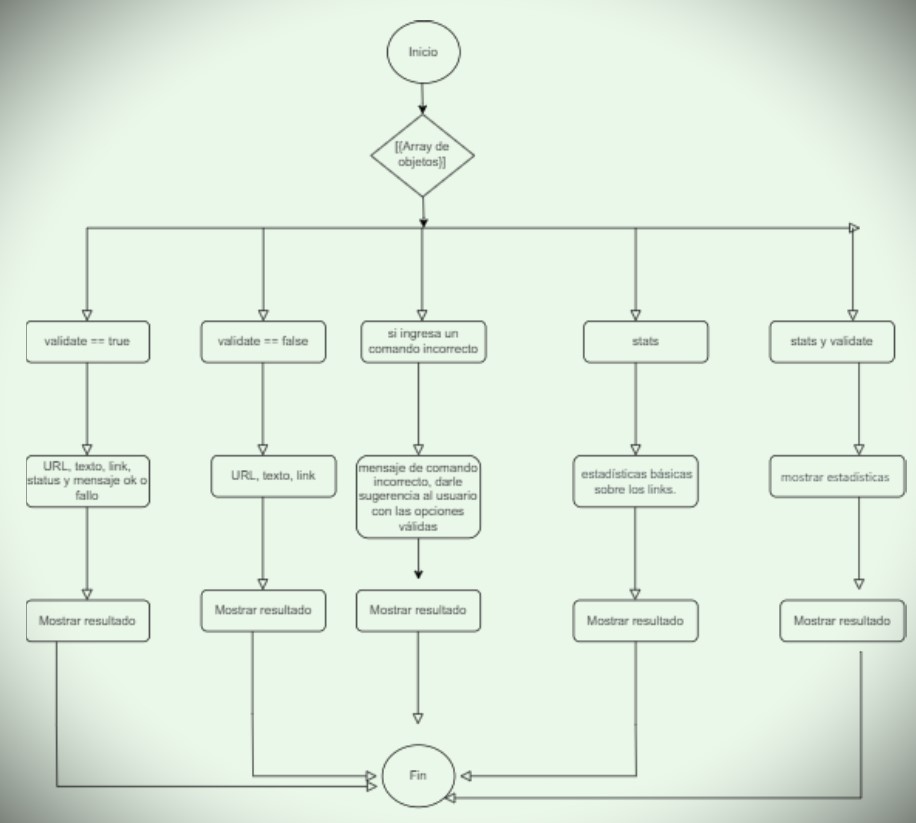 Inicio
[{Array de
objetos}]
validate == true
validate == false
si ingresa un
comando incorrecto
stats
stats y validate
URL, texto, link,
status y mensaje ok o
fallo
URL, texto, link
mensaje de comando
incorrecto, darle
sugerencia al usuario
con las opciones
válidas
estadísticas básicas
sobre los links.
mostrar estadísticas
Mostrar resultado
Mostrar resultado
Mostrar resultado
Mostrar resultado
Mostrar resultado
Fin